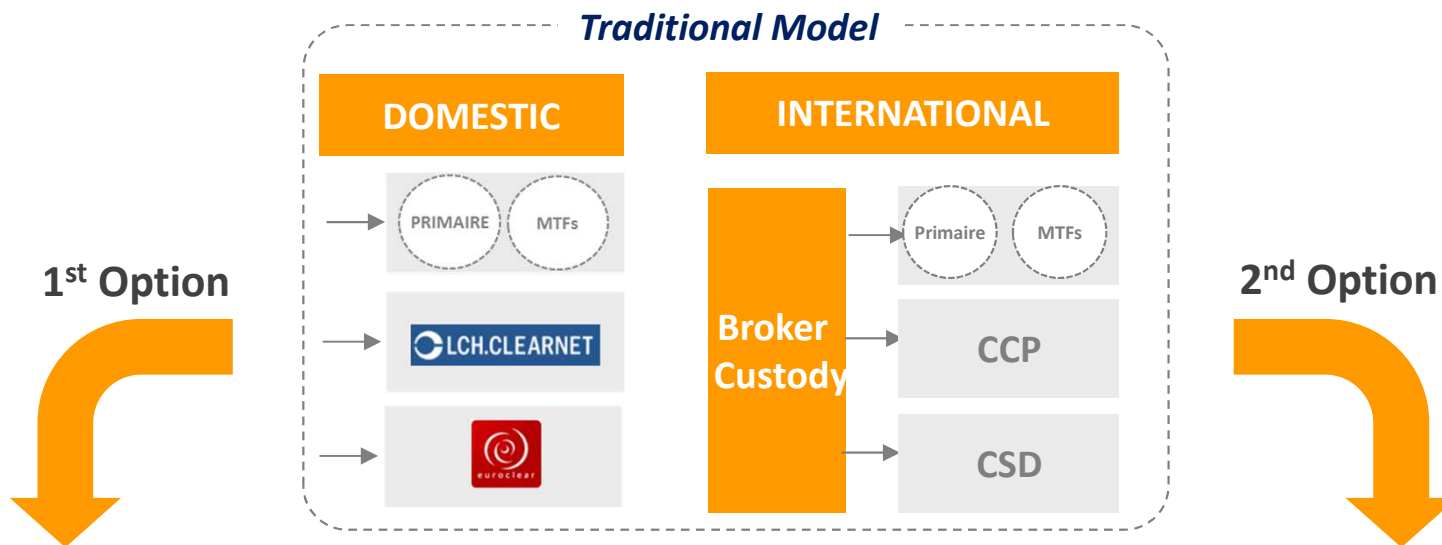 Traditional Model
DOMESTIC
INTERNATIONAL
PRIMAIRE
MTFs
Primaire
MTFs
1st Option
2nd Option
LCH.CLEARNET
Broker
Custody
CCP
euroclear
CSD